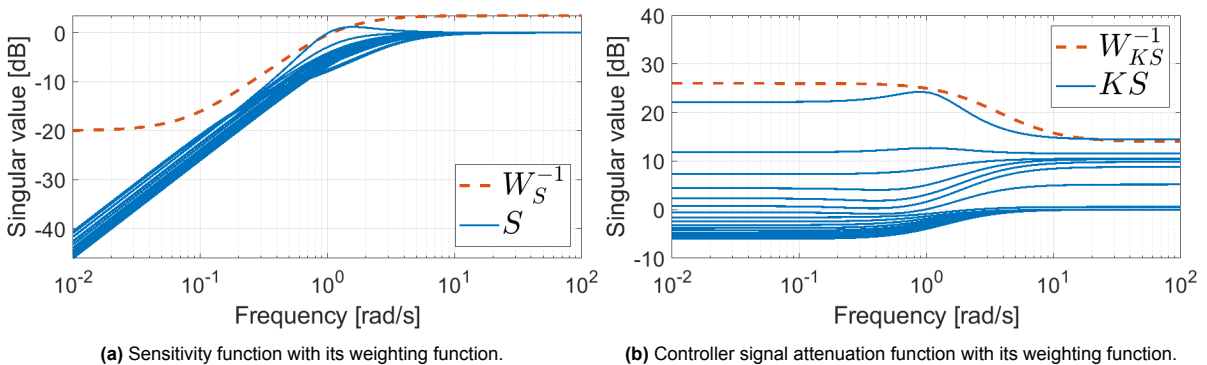 Singular value [dB]
0
-10
-20
-30
-40
W_S^{-1}
S
10^{-2}
10^{-1}
10^0
10^1
10^2
Frequency [rad/s]
(a) Sensitivity function with its weighting function.
Singular value [dB]
40
30
20
10
0
-10
W_{KS}^{-1}
KS
10^{-2}
10^{-1}
10^0
10^1
10^2
Frequency [rad/s]
(b) Controller signal attenuation function with its weighting function.